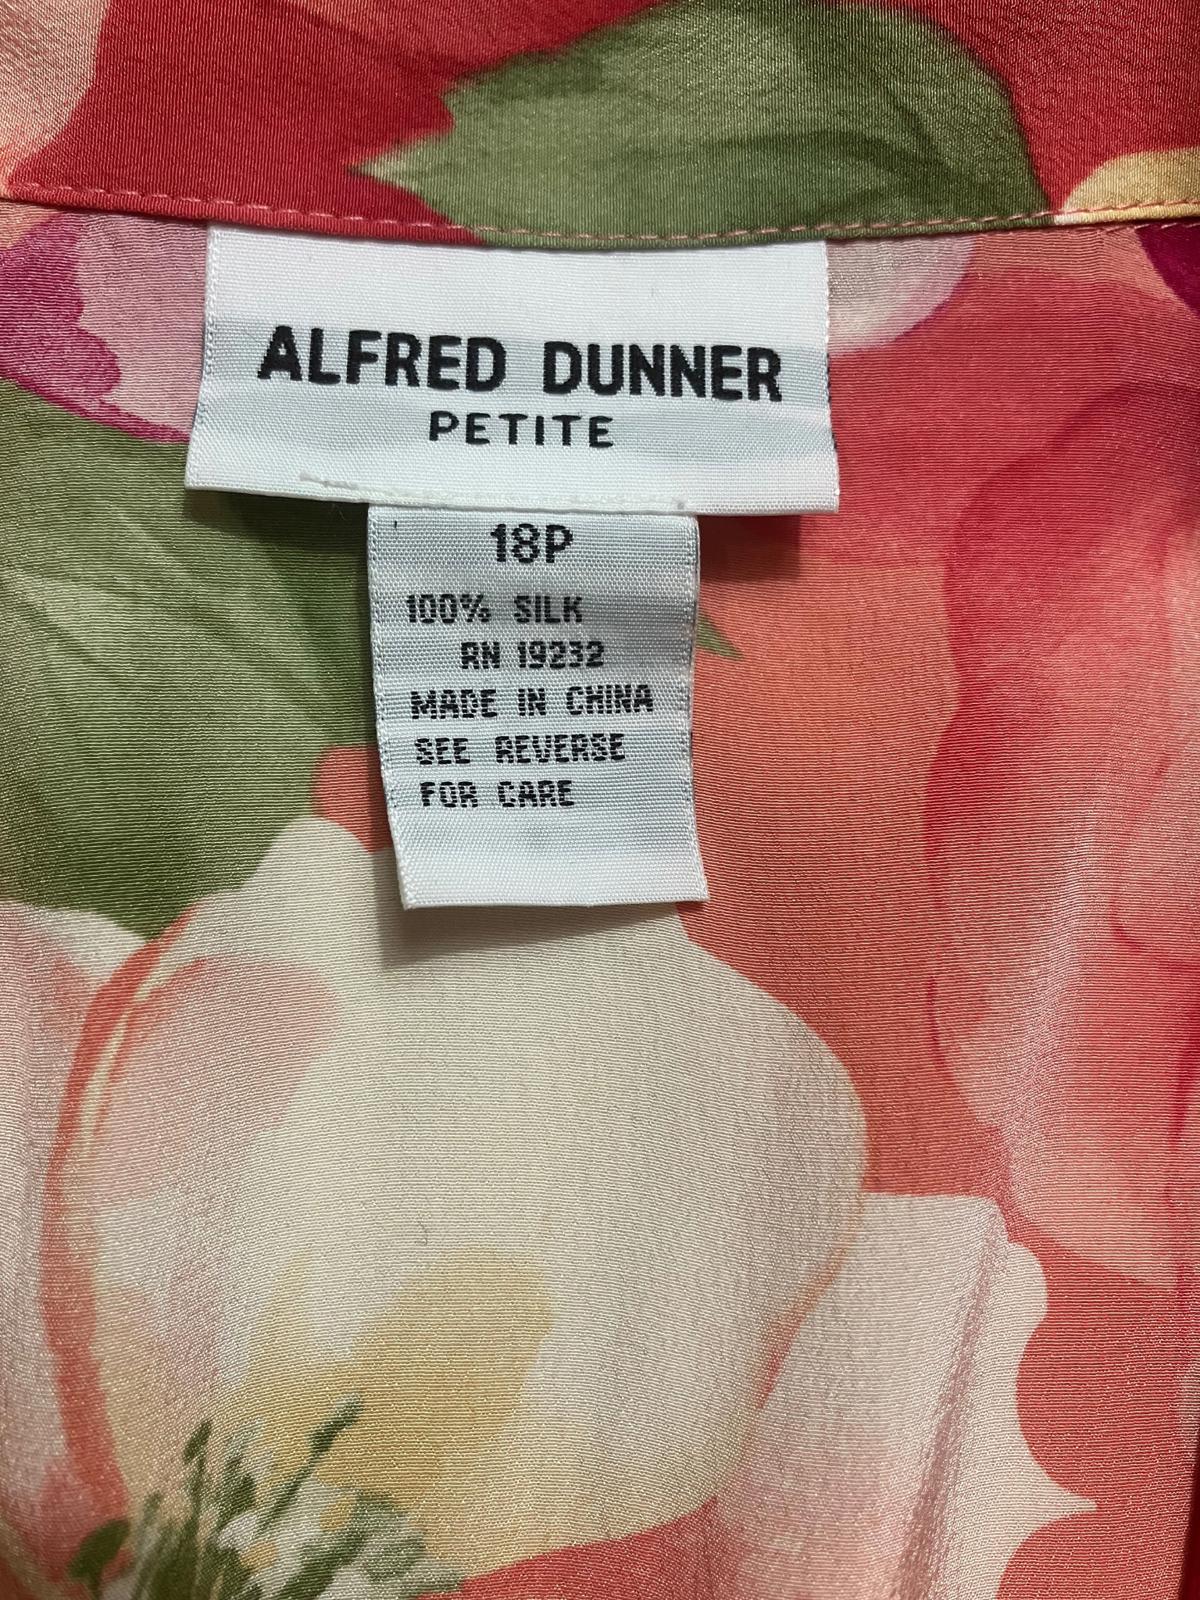 ALFRED DUNNER
PETITE
18P
100% SILK
RN 19232
MADE IN CHINA
SEE REVERSE
FOR CARE